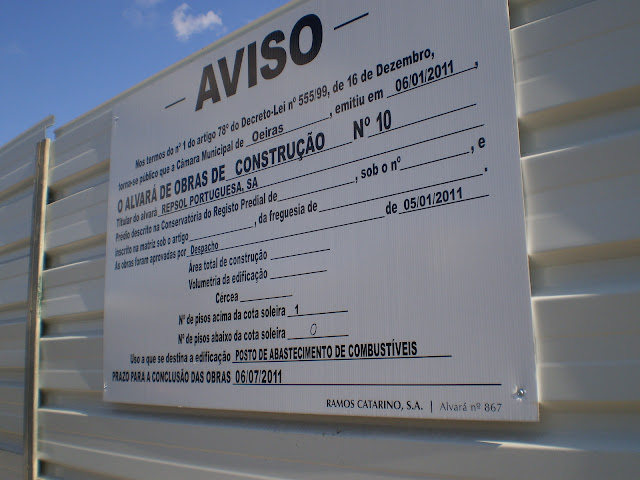 — AVISO —
Nos termos do nº 1 do artigo 78º do Decreto-Lei nº 555/99, de 16 de Dezembro,
torna-se público que a Câmara Municipal de Oeiras, emitiu em 06/01/2011,
O ALVARÁ DE OBRAS DE CONSTRUÇÃO Nº 10
Titular do alvará REPSOL PORTUGUESA, SA
Prédio descrito na Conservatória do Registo Predial de , sob o nº , e
inscrito na matriz sob o artigo , da freguesia de .
As obras foram aprovadas por Despacho de 05/01/2011
Área total de construção
Volumetria da edificação
Cercea
Nº de pisos acima da cota soleira 1
Nº de pisos abaixo da cota soleira 0
Uso a que se destina a edificação POSTO DE ABASTECIMENTO DE COMBUSTÍVEIS
PRAZO PARA A CONCLUSÃO DAS OBRAS 06/07/2011
RAMOS CATARINO, S.A. | Alvará nº 867